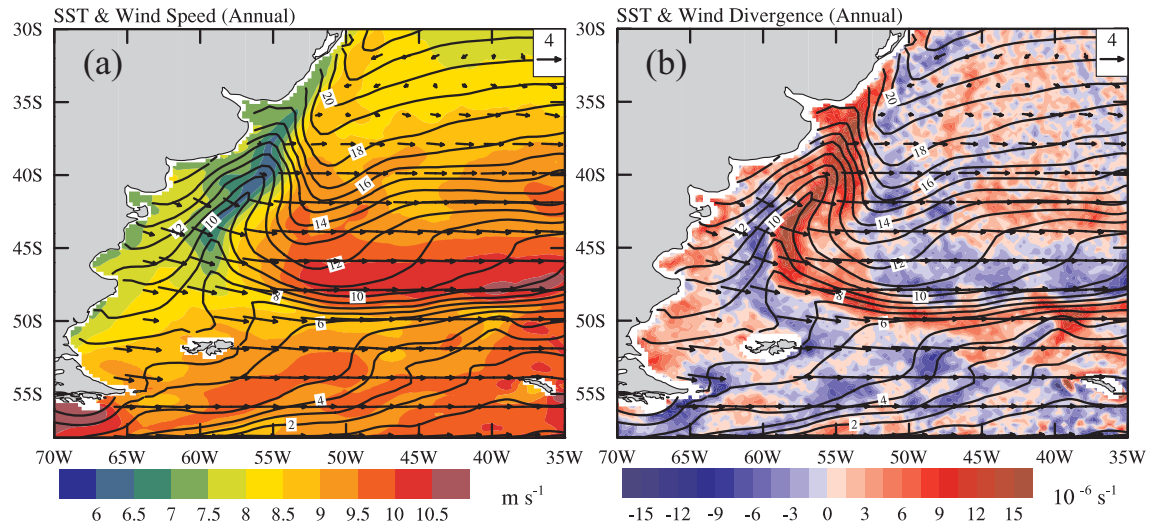 SST & Wind Speed (Annual)
SST & Wind Divergence (Annual)
30S
35S
40S
45S
50S
55S
(a)
4
20
18
16
14
12
10
12
10
8
6
4
2
70W 65W 60W 55W 50W 45W 40W 35W
6 6.5 7 7.5 8 8.5 9 9.5 10 10.5
m s⁻¹
30S
35S
40S
45S
50S
55S
(b)
4
20
18
16
14
12
10
12
10
8
6
4
2
70W 65W 60W 55W 50W 45W 40W 35W
-15 -12 -9 -6 -3 0 3 6 9 12 15
10⁻⁶ s⁻¹